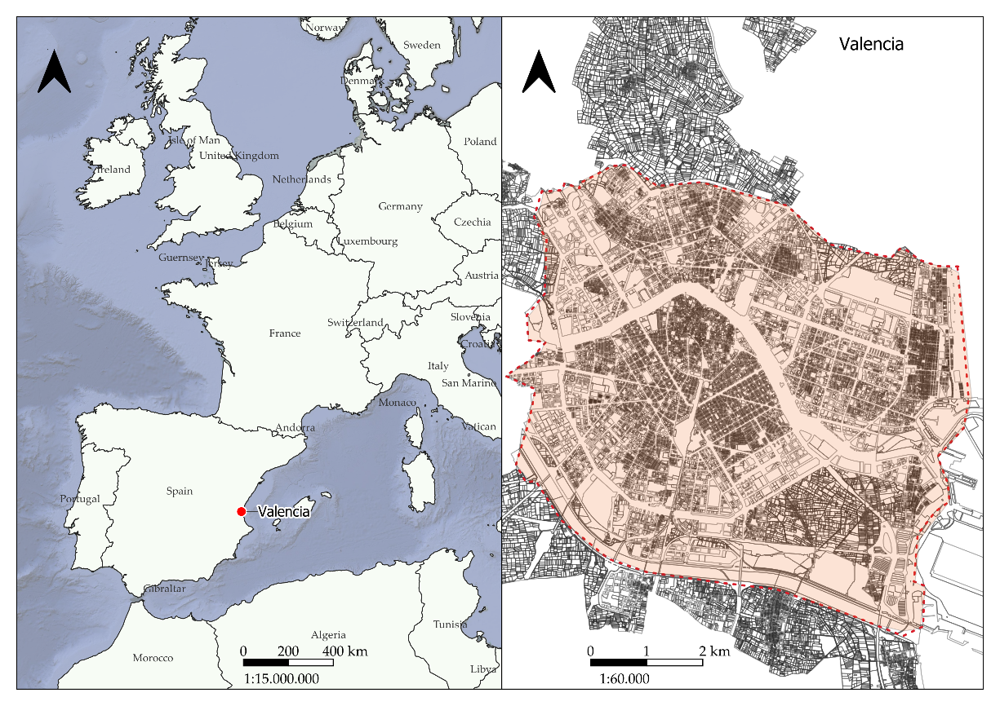 Norway
Sweden
Denmark
Isle of Man
United Kingdom
Ireland
Poland
Netherlands
Germany
Belgium
Czechia
Luxembourg
Guernsey
Jersey
Austria
Switzerland
Slovenia
France
Croatia
Italy
San Marino
Monaco
Andorra
Vatican
Spain
Portugal
Valencia
Gibraltar
Tunisia
Algeria
Morocco
Libya
0 200 400 km
1:15.000.000
Valencia
0 1 2 km
1:60.000